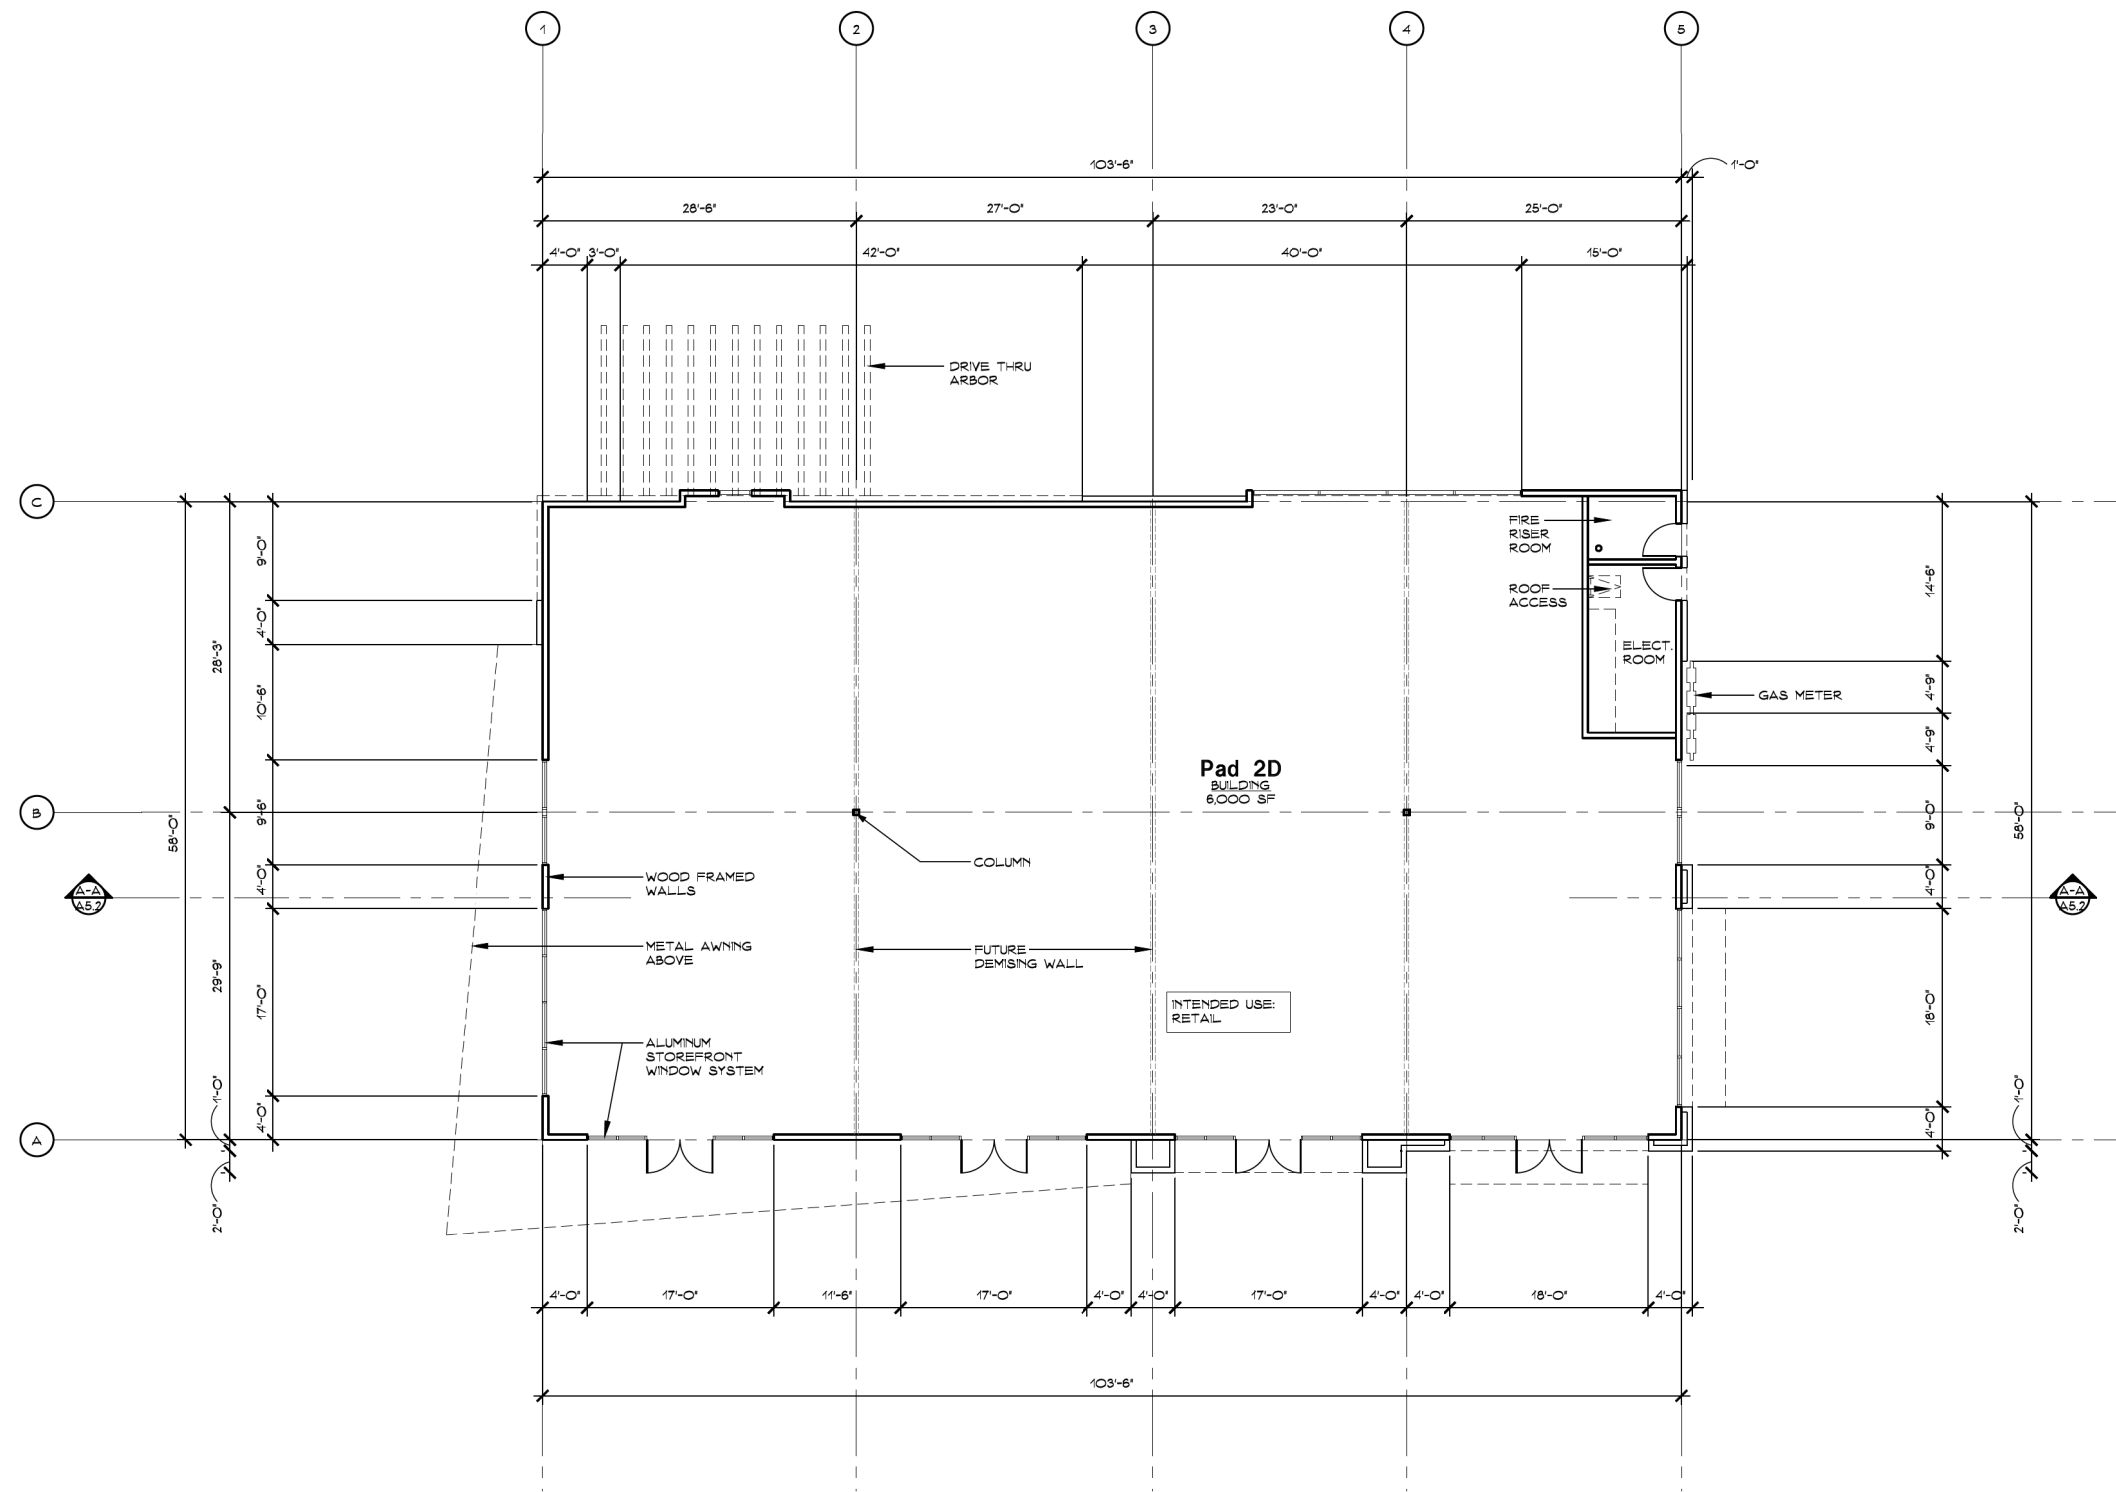 1 2 3 4 5
103'-6" 1'-0"
28'-6" 27'-0" 23'-0" 25'-0"
4'-0" 3'-0" 42'-0" 40'-0" 15'-0"
DRIVE THRU
ARBOR
C
FIRE
RISER
ROOM
ROOF
ACCESS
ELECT.
ROOM
GAS METER
9'-0"
4'-0"
10'-6"
9'-6"
4'-0"
17'-0"
4'-0"
28'-3"
29'-9"
1'-0"
2'-0"
58'-0"
14'-6"
4'-9"
4'-9"
9'-0"
4'-0"
18'-0"
4'-0"
58'-0"
1'-0"
2'-0"
Pad 2D
BUILDING
6,000 SF
B
COLUMN
WOOD FRAMED
WALLS
A-A
A5.2
A-A
A5.2
METAL AWNING
ABOVE
FUTURE
DEMISING WALL
INTENDED USE:
RETAIL
ALUMINUM
STOREFRONT
WINDOW SYSTEM
A
4'-0" 17'-0" 11'-6" 17'-0" 4'-0" 4'-0" 17'-0" 4'-0" 4'-0" 18'-0" 4'-0"
103'-6"